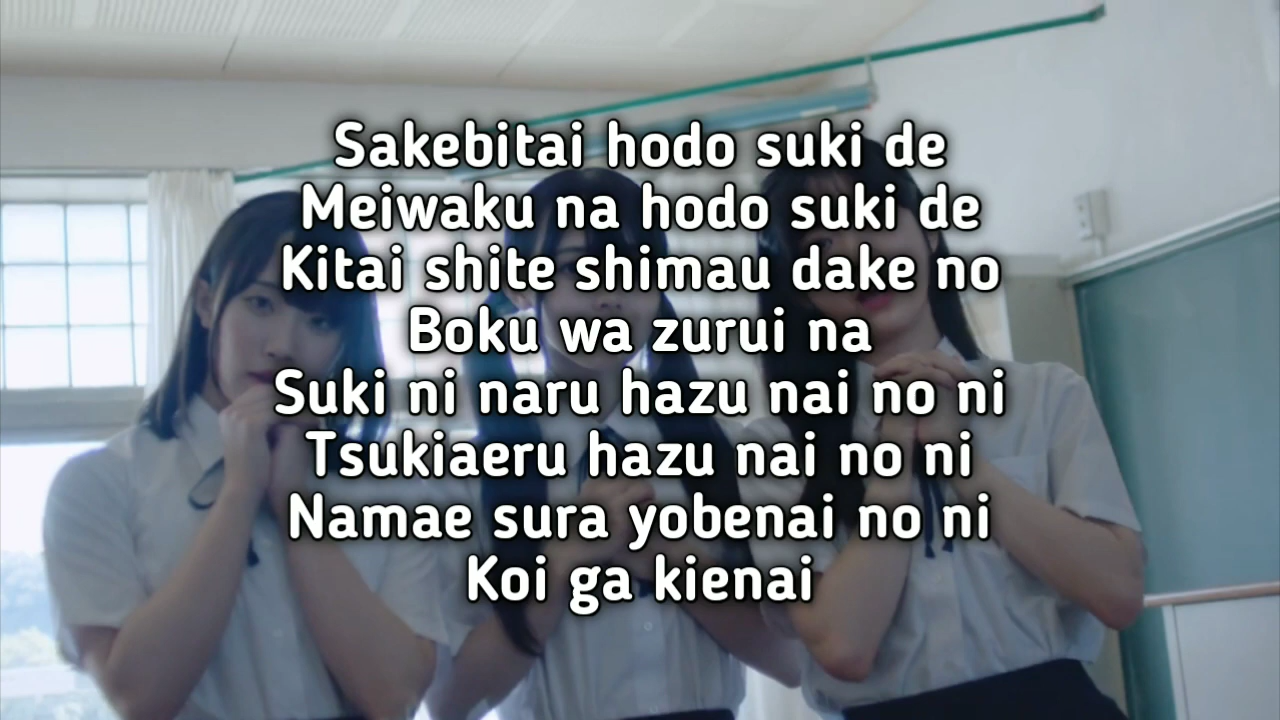 Sakebitai hodo suki de
Meiwaku na hodo suki de
Kitai shite shimau dake no
Boku wa zurui na
Suki ni naru hazu nai no ni
Tsukiaeru hazu nai no ni
Namae sura yobenai no ni
Koi ga kienai